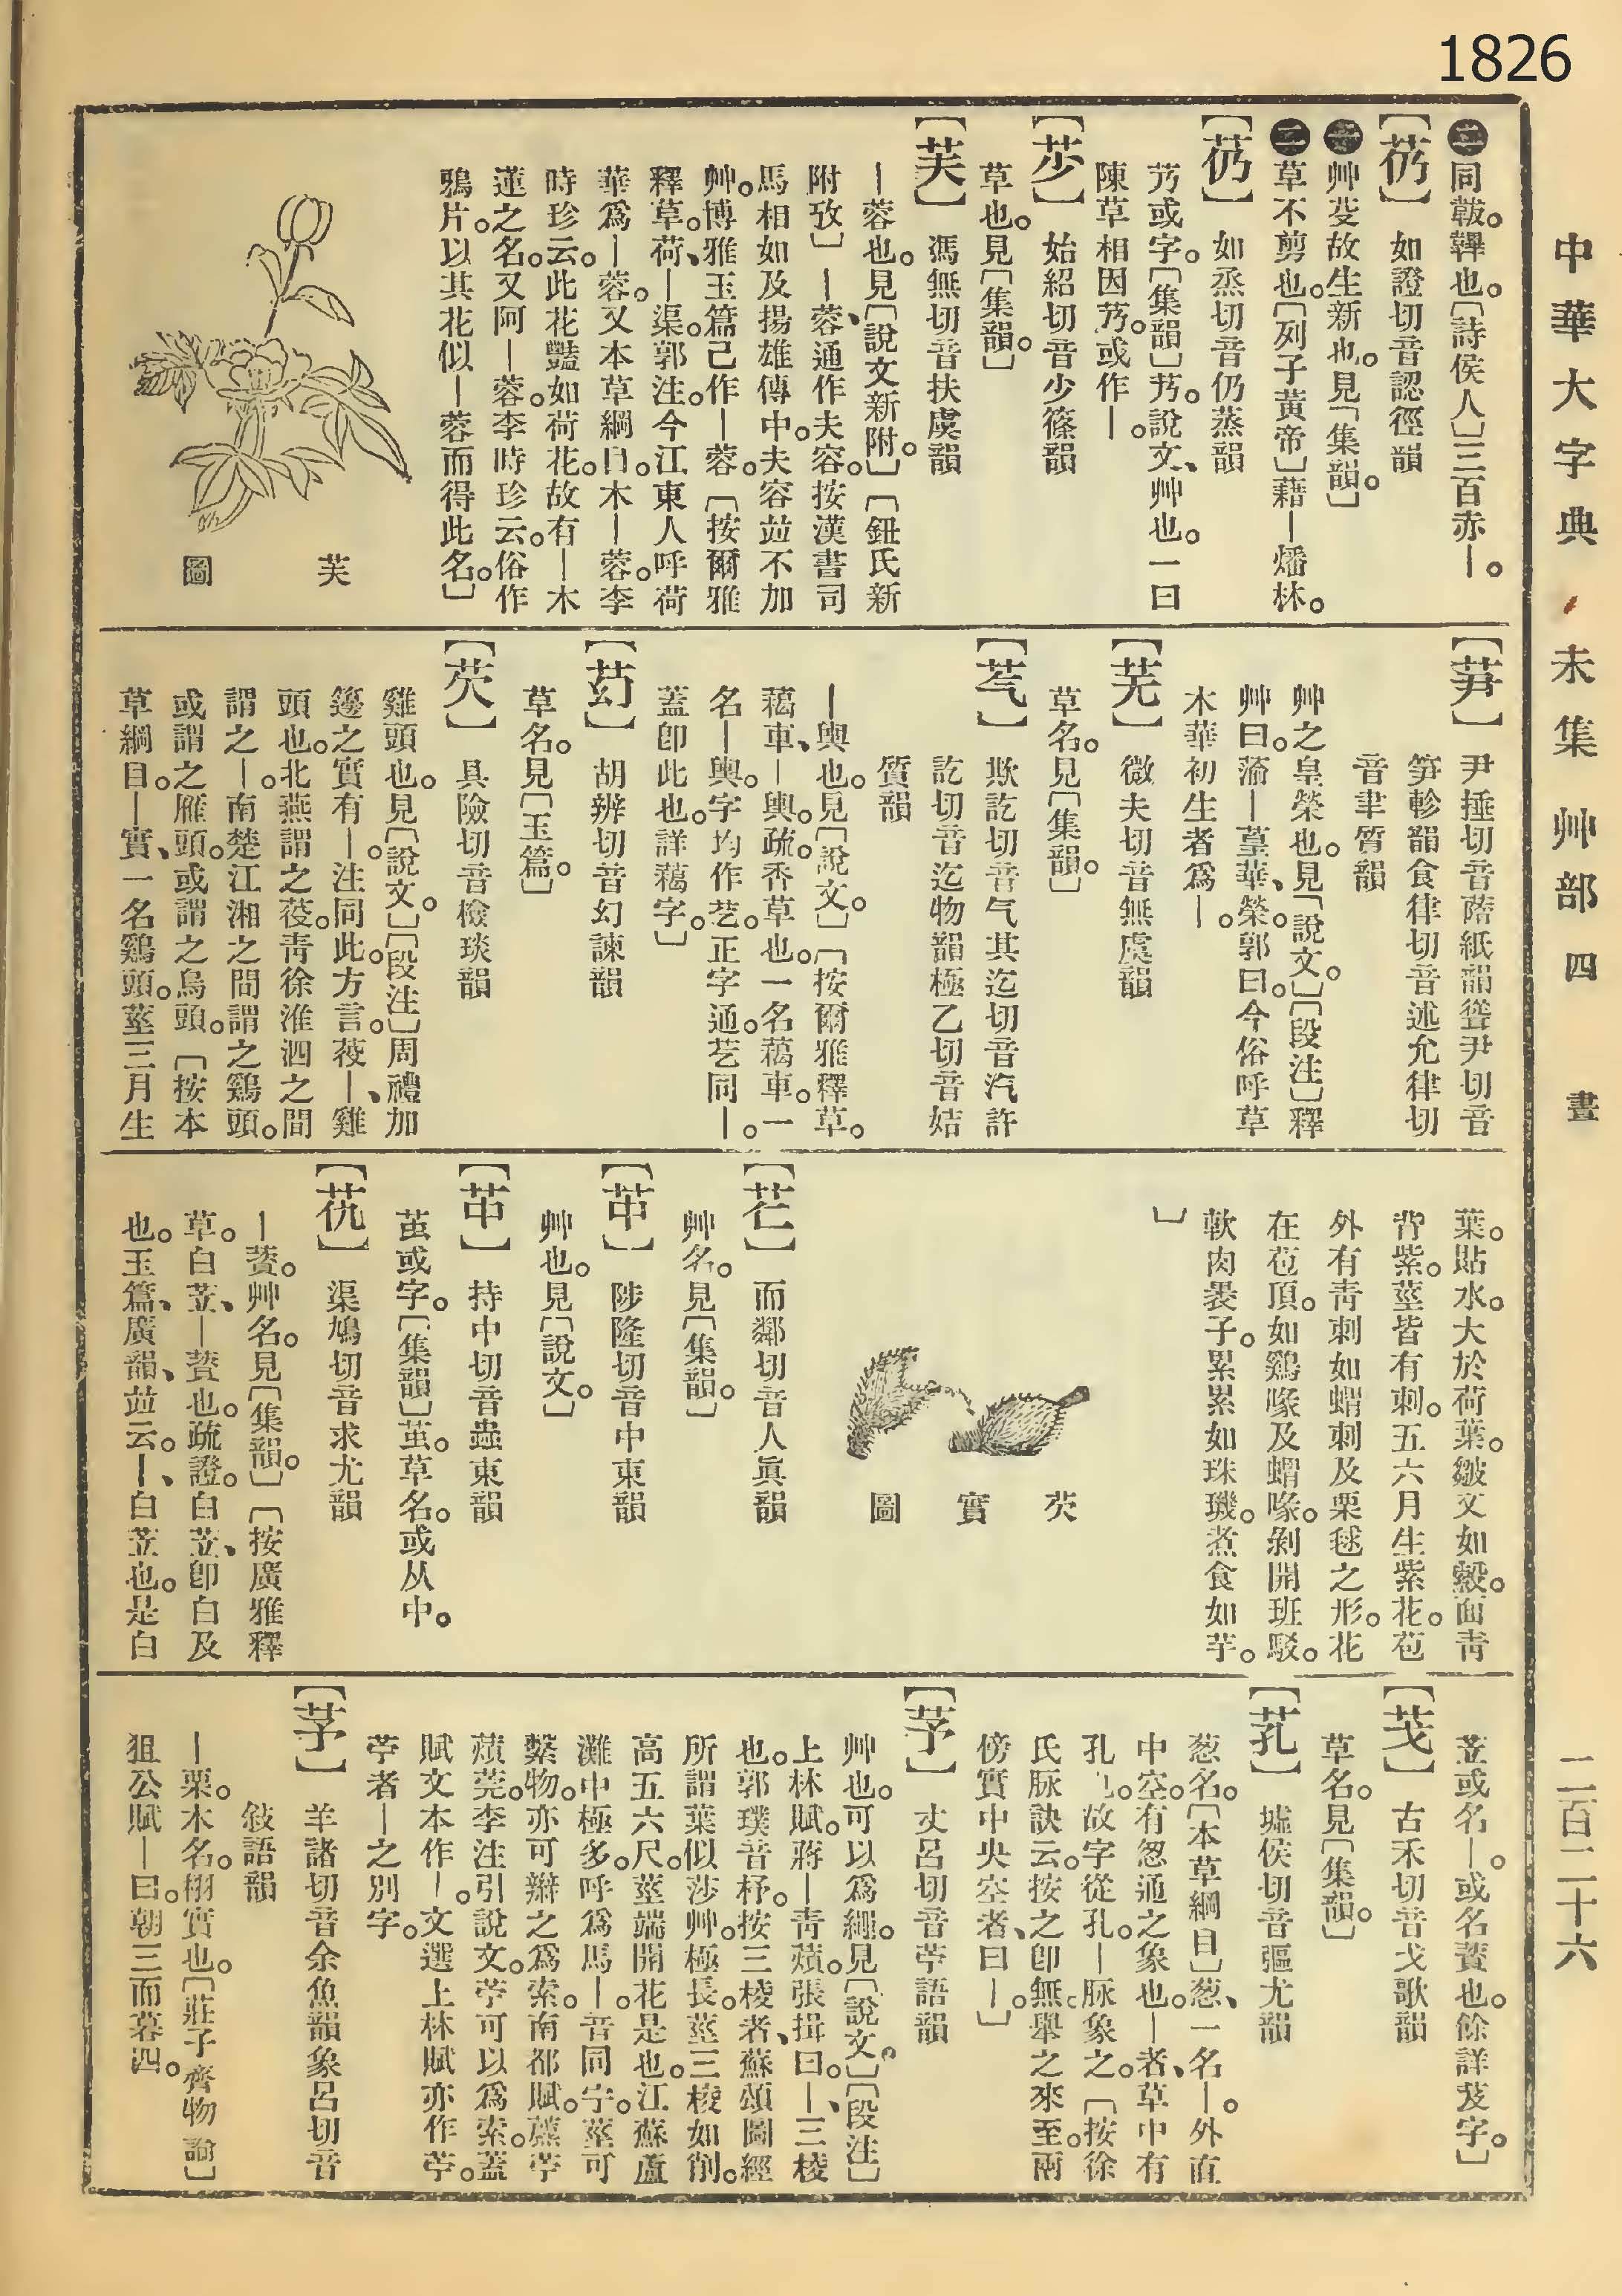 1826
中華大字典 未集 艸部 四畫
二百二十六
㊂同韍韠也。〔詩侯人〕三百赤―。
【芿】 如證切音認徑韻
㊀艸芟故生新也。見〔集韻。〕
㊁草不剪也。〔列子黃帝〕藉―燔林。
【芿】 如烝切音仍蒸韻
艿或字。〔集韻〕艿。說文、艸也。一曰
陳草相因艿。或作―。
【莏】 始紹切音少篠韻
草也。見〔集韻。〕
【芙】 馮無切音扶虞韻
―蓉也。見〔說文新附。〕〔鈕氏新
附攷〕―蓉、通作夫容。按漢書司
馬相如及揚雄傳中。夫容並不加
艸。博雅玉篇已作―蓉。〔按爾雅
釋草。荷、―渠。郭注。今江東人呼荷
華爲―蓉。又本草綱目。木―蓉。李
時珍云。此花豔如荷花。故有―木
蓮之名。又阿―蓉。李時珍云。俗作
鴉片。以其花似―蓉而得此名。〕
芙圖
【芛】 尹捶切音蘤紙韻聳尹切音
筍軫韻食律切音述允律切
音聿質韻
艸之皇榮也。見〔說文。〕〔段注〕釋
艸曰。蕍―葟華、榮。郭曰。今俗呼草
木華初生者爲―。
【芜】 微夫切音無虞韻
草名。見〔集韻。〕
【芞】 欺訖切音气其迄切音汽許
訖切音迄物韻極乙切音姞
質韻
―輿也。見〔說文〕。〔按爾雅釋草。
藒車、―輿。疏。香草也。一名藒車。一
名―輿。字均作芑。正字通。芑同―。
蓋卽此也。詳藒字。〕
【䒛】 胡辨切音幻諫韻
草名。見〔玉篇。〕
【芡】 具險切音檢琰韻
雞頭也。見〔說文。〕〔段注〕周禮加
籩之實有―。注同此。方言。葰―、雞
頭也。北燕謂之葰。靑徐淮泗之間
謂之―。南楚江湘之間謂之鷄頭。
或謂之雁頭。或謂之烏頭。〔按本
草綱目。―實、一名鷄頭。莖三月生
葉。貼水。大於荷葉。皺文如縠。面靑
背紫。莖皆有刺。五六月生紫花。苞
外有靑刺如蝟刺及栗毬之形。花
在苞頂。如鷄喙及蝟喙。剝開班駁。
軟肉裹子。累累如珠璣。煮食如芋。
〕
芡實圖
【芢】 而鄰切音人眞韻
艸名。見〔集韻。〕
【芇】 陟隆切音中東韻
艸也。見〔說文。〕
【芇】 持中切音蟲東韻
茧或字。〔集韻〕茧。草名。或从中。
【艽】 渠鳩切音求尤韻
―蕟。艸名。見〔集韻。〕〔按廣雅釋
草。白苙、―蕟也。疏證。白苙、卽白及
也。玉篇、廣韻、並云。―、白苙也。是白
苙或名―。或名蕟也。餘詳芨字。〕
【䒝】 古禾切音戈歌韻
草名。見〔集韻。〕
【芤】 墟侯切音彄尤韻
葱名。〔本草綱目〕葱、一名―。外直
中空。有怱通之象也。―者、草中有
孔也。故字從孔。―脉象之。〔按徐
氏脉訣云。按之卽無。舉之來至。兩
傍實中央空者、曰―。〕
【芧】 丈呂切音苧語韻
艸也。可以爲繩。見〔說文。〕〔段注〕
上林賦。蔣―靑薠。張揖曰。―、三棱
也。郭璞音杼。按三棱者、蘇頌圖經
所謂葉似莎艸。極長。莖三棱如削。
高五六尺。莖端開花是也。江蘇蘆
灘中極多。呼爲馬―。音同宁。莖可
繫物。亦可辮之爲索。南都賦。藨苧
薠莞。李注引說文。苧可以爲索。蓋
賦文本作―。文選上林賦亦作苧。
苧者―之別字。
【芧】 羊諸切音余魚韻象呂切音
敍語韻
―栗。木名。栩實也。〔莊子齊物論〕
狙公賦―曰。朝三而暮四。